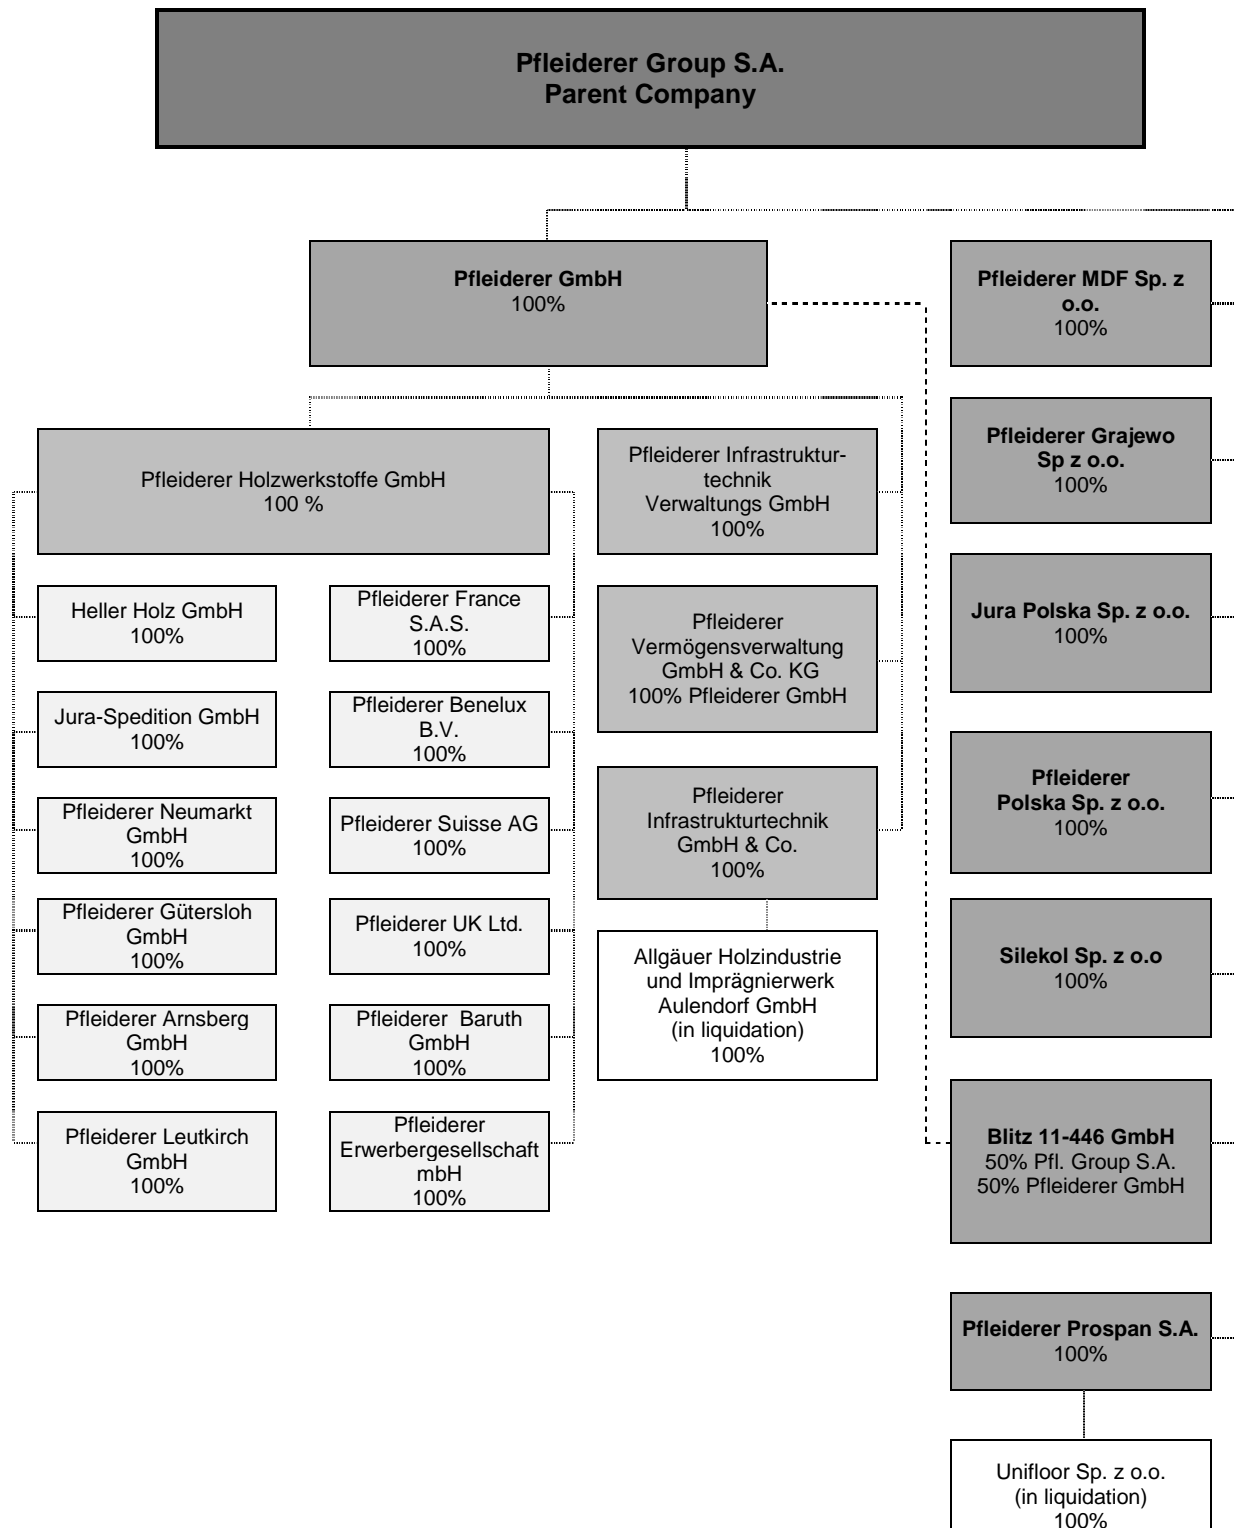 Pfleiderer Group S.A.
Parent Company
Pfleiderer GmbH
100%
Pfleiderer MDF Sp. z
o.o.
100%
Pfleiderer Grajewo
Sp z o.o.
100%
Pfleiderer Holzwerkstoffe GmbH
100 %
Pfleiderer Infrastruktur-
technik
Verwaltungs GmbH
100%
Heller Holz GmbH
100%
Pfleiderer France
S.A.S.
100%
Pfleiderer
Vermögensverwaltung
GmbH & Co. KG
100% Pfleiderer GmbH
Jura Polska Sp. z o.o.
100%
Jura-Spedition GmbH
100%
Pfleiderer Benelux
B.V.
100%
Pfleiderer Neumarkt
GmbH
100%
Pfleiderer Suisse AG
100%
Pfleiderer
Infrastrukturtechnik
GmbH & Co.
100%
Pfleiderer
Polska Sp. z o.o.
100%
Pfleiderer Gütersloh
GmbH
100%
Pfleiderer UK Ltd.
100%
Allgäuer Holzindustrie
und Imprägnierwerk
Aulendorf GmbH
(in liquidation)
100%
Silekol Sp. z o.o
100%
Pfleiderer Arnsberg
GmbH
100%
Pfleiderer  Baruth
GmbH
100%
Pfleiderer Leutkirch
GmbH
100%
Pfleiderer
Erwerbergesellschaft
mbH
100%
Blitz 11-446 GmbH
50% Pfl. Group S.A.
50% Pfleiderer GmbH
Pfleiderer Prospan S.A.
100%
Unifloor Sp. z o.o.
(in liquidation)
100%